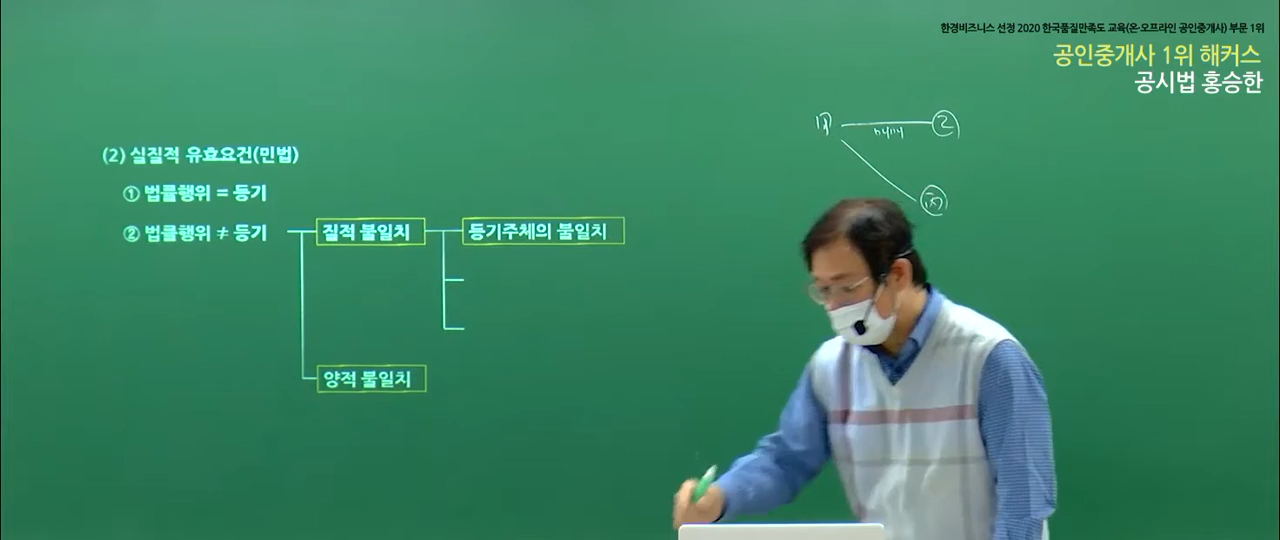 한경비즈니스 선정 2020 한국품질만족도 교육(온·오프라인 공인중개사) 부문 1위
공인중개사 1위 해커스
공시법 홍승한
(2) 실질적 유효요건(민법)
① 법률행위 = 등기
② 법률행위 ≠ 등기
질적 불일치
등기주체의 불일치
양적 불일치
매매